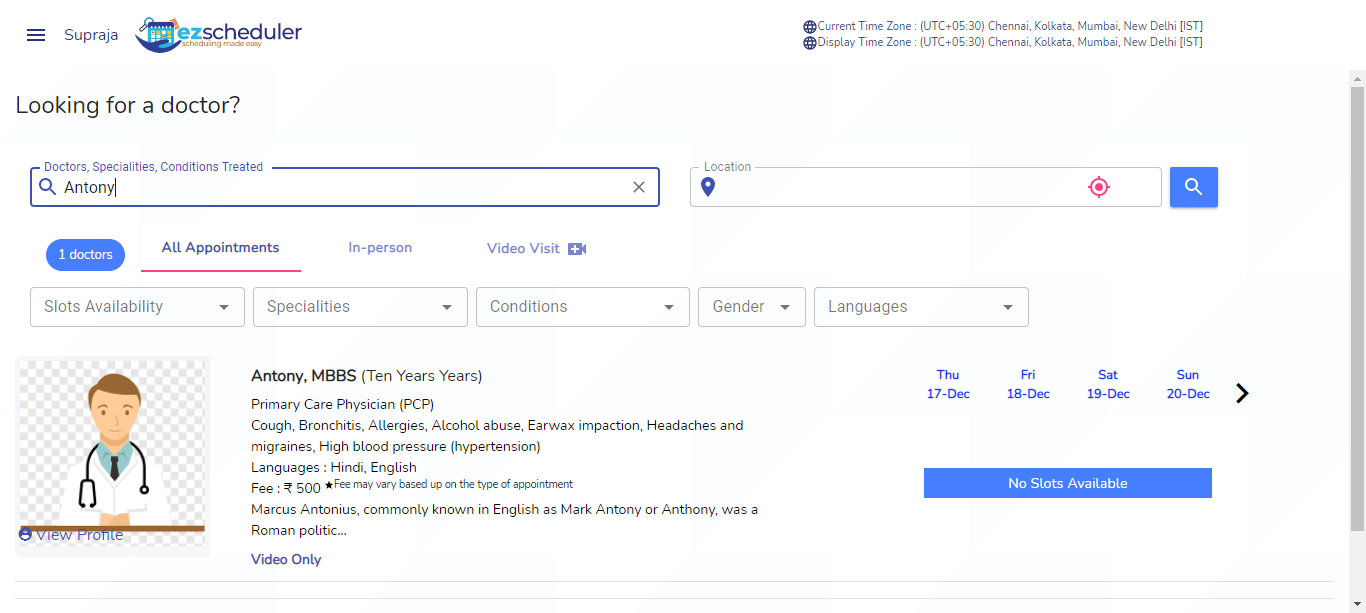 Supraja
ezscheduler
scheduling made easy
Current Time Zone : (UTC+05:30) Chennai, Kolkata, Mumbai, New Delhi [IST]
Display Time Zone : (UTC+05:30) Chennai, Kolkata, Mumbai, New Delhi [IST]
Looking for a doctor?
Doctors, Specialities, Conditions Treated
Antony
Location
1 doctors
All Appointments
In-person
Video Visit
Slots Availability
Specialities
Conditions
Gender
Languages
Antony, MBBS (Ten Years Years)
Primary Care Physician (PCP)
Cough, Bronchitis, Allergies, Alcohol abuse, Earwax impaction, Headaches and
migraines, High blood pressure (hypertension)
Languages : Hindi, English
Fee : ₹ 500 ★Fee may vary based up on the type of appointment
Marcus Antonius, commonly known in English as Mark Antony or Anthony, was a
Roman politic...
Video Only
View Profile
Thu Fri Sat Sun
17-Dec 18-Dec 19-Dec 20-Dec
No Slots Available